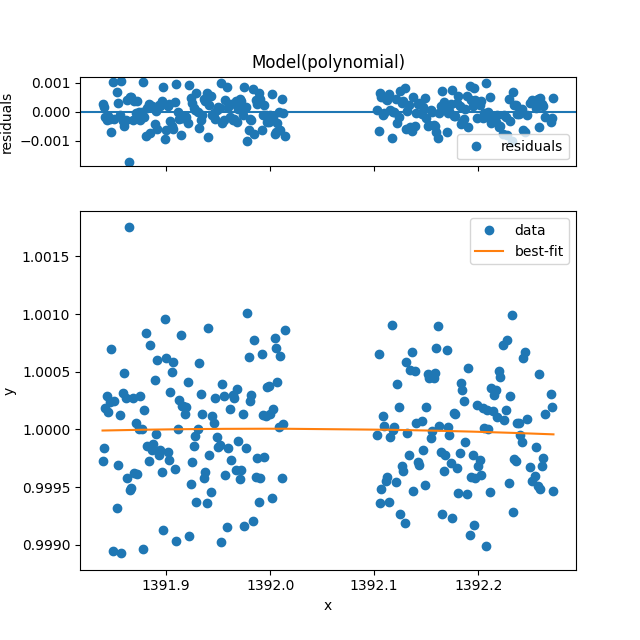 Model(polynomial)
residuals
0.001
0.000
−0.001
residuals
y
1.0015
1.0010
1.0005
1.0000
0.9995
0.9990
data
best-fit
1391.9 1392.0 1392.1 1392.2
x